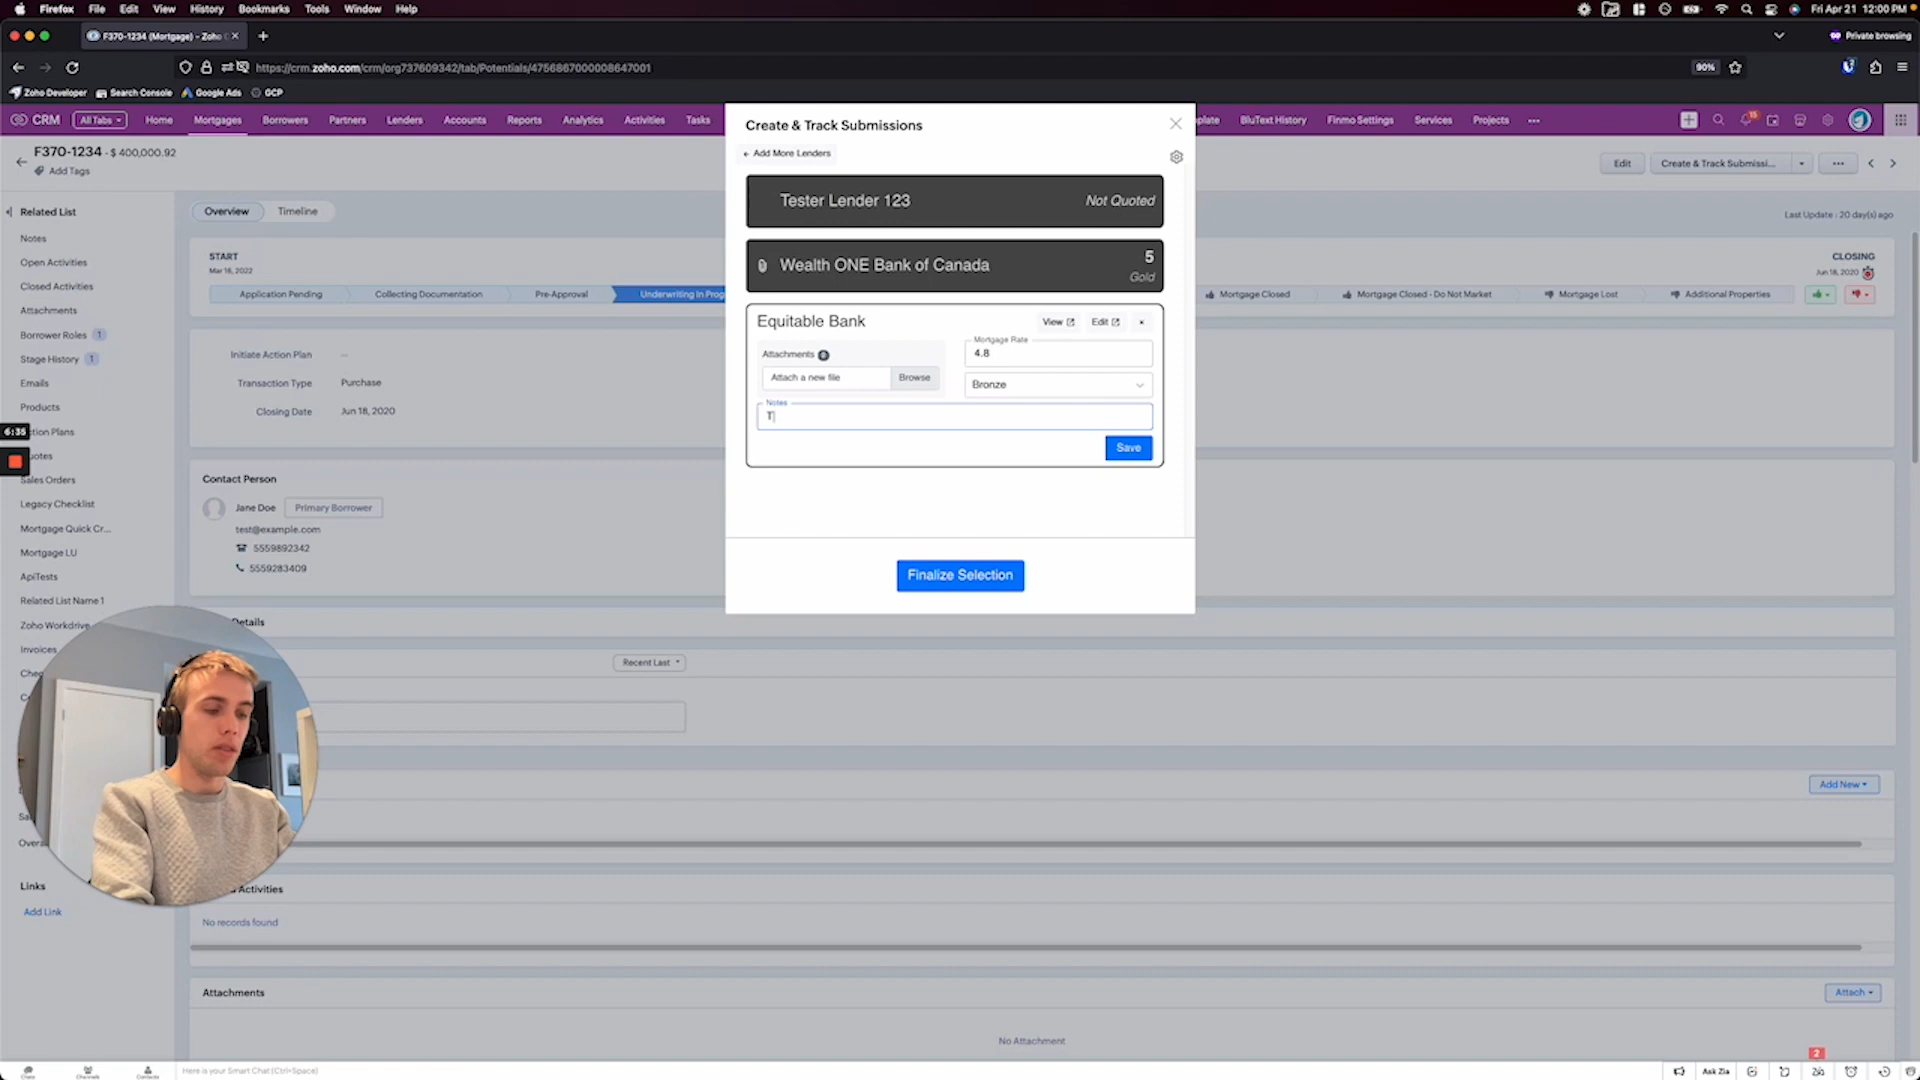 Firefox File Edit View History Bookmarks Tools Window Help Fri Apr 21 12:00 PM
F370-1234 (Mortgage) - Zoho Private browsing
https://crm.zoho.com/crm/org737609342/tab/Potentials/4756867000008647001 90%
Zoho Developer Search Console Google Ads GCP
CRM All Tabs Home Mortgages Borrowers Partners Lenders Accounts Reports Analytics Activities Tasks BluText History Finmo Settings Services Projects ... 15
F370-1234 - $ 400,000.92
Add Tags
Edit Create & Track Submissi... ...
Related List
Overview Timeline
Last Update : 20 day(s) ago
Notes
Open Activities
Closed Activities
Attachments
Borrower Roles 1
Stage History 1
Emails
Products
ction Plans
uotes
Sales Orders
Legacy Checklist
Mortgage Quick Cr...
Mortgage LU
ApiTests
Related List Name 1
Zoho Workdrive
Invoices
Links
Add Link
6:35
START
Mar 16, 2022
CLOSING
Jun 18, 2020
Application Pending Collecting Documentation Pre-Approval Underwriting In Prog Mortgage Closed Mortgage Closed - Do Not Market Mortgage Lost Additional Properties
Initiate Action Plan —
Transaction Type Purchase
Closing Date Jun 18, 2020
Contact Person
Jane Doe Primary Borrower
test@example.com
5559892342
5559283409
Details
Recent Last
Add New
Activities
No records found
Attachments
Attach
No Attachment
Create & Track Submissions
Add More Lenders
Tester Lender 123 Not Quoted
Wealth ONE Bank of Canada 5
Gold
Equitable Bank View Edit ×
Attachments
Attach a new file Browse
Mortgage Rate
4.8
Bronze
Notes
T
Save
Finalize Selection
2
Chats Channels Contacts Here is your Smart Chat (Ctrl+Space) Ask Zia